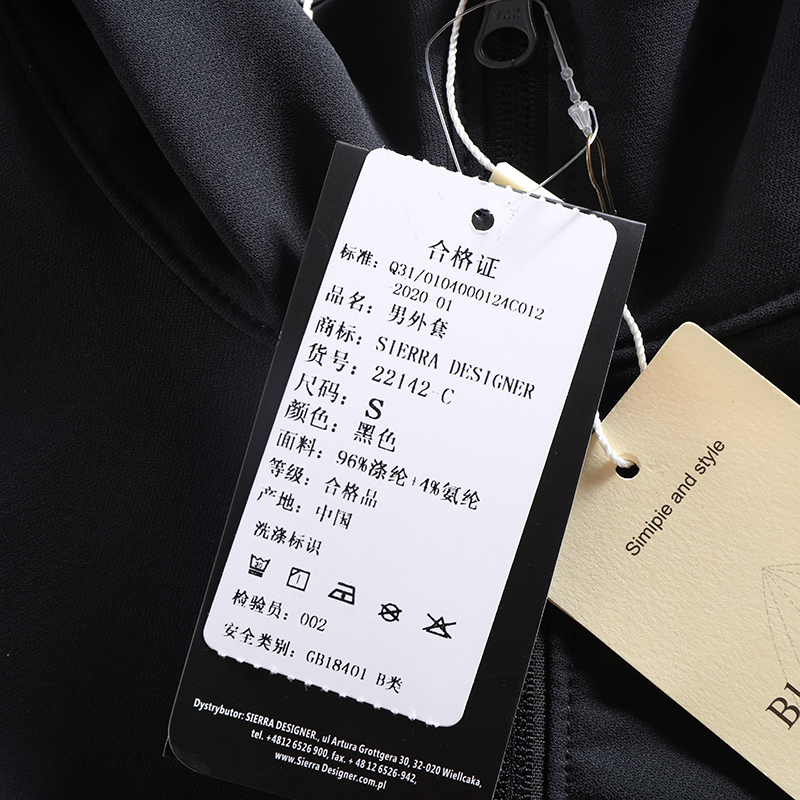 合格证
标准: Q31/0104000124C012
-2020-01
品名: 男外套
商标: SIERRA DESIGNER
货号: 22142-C
尺码: S
颜色: 黑色
面料: 96%涤纶+4%氨纶
等级: 合格品
产地: 中国
洗涤标识
检验员: 002
安全类别: GB18401 B类
Dystrybutor: SIERRA DESIGNER., ul Artura Grottgera 30, 32-020 Wiellcaka,
tel. +4812 6526 900, fax. + 48 12 6526-942,
www.Sierra Designer.com.pl
Simipie and style